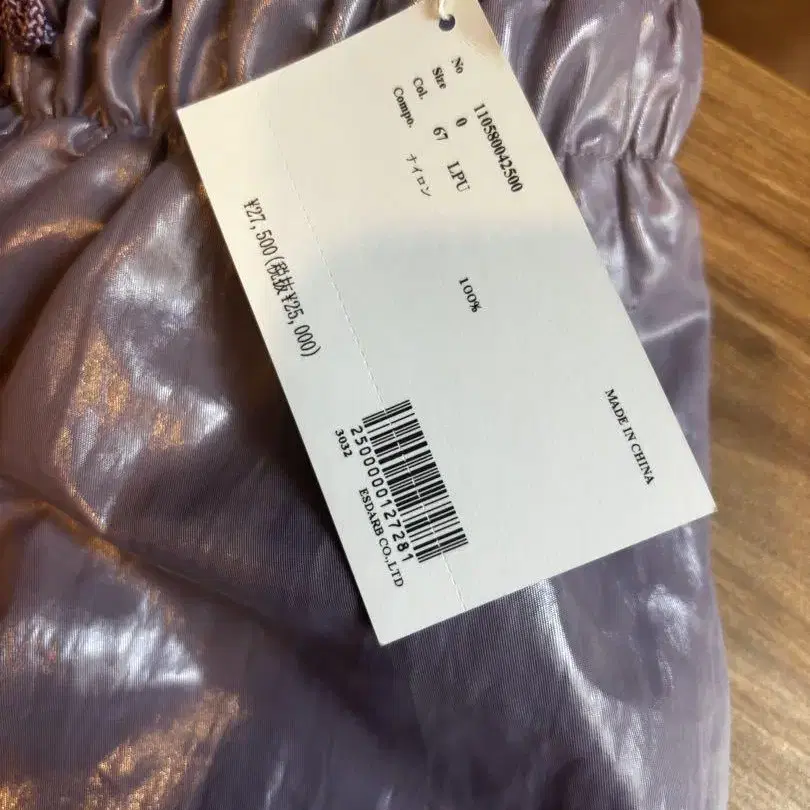 No 110580042500
Size 0
Col. 67 LPU
Compo. ナイロン 100%
MADE IN CHINA
¥27,500(税抜¥25,000)
2500000127281
3032 ESDARB CO.,LTD